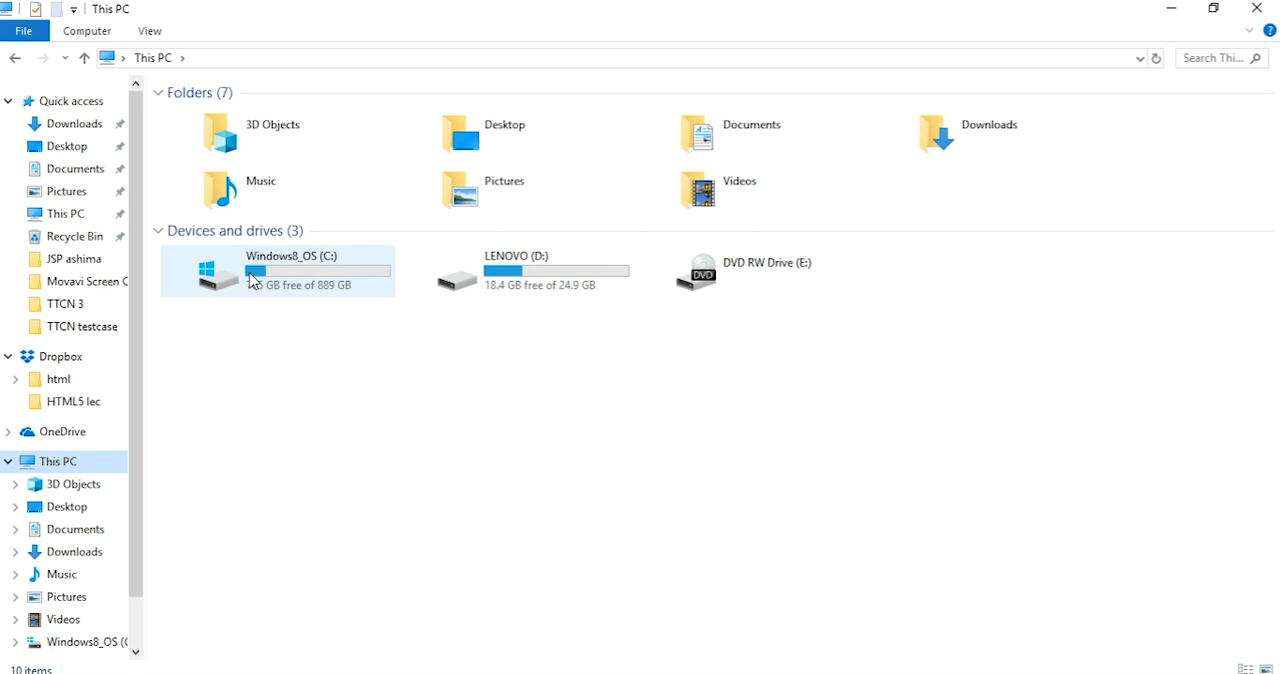 This PC
File Computer View
This PC
Search Thi...
Quick access
Downloads
Desktop
Documents
Pictures
This PC
Recycle Bin
JSP ashima
Movavi Screen C
TTCN 3
TTCN testcase
Dropbox
html
HTML5 lec
OneDrive
This PC
3D Objects
Desktop
Documents
Downloads
Music
Pictures
Videos
Windows8_OS (C
10 items
Folders (7)
3D Objects
Desktop
Documents
Downloads
Music
Pictures
Videos
Devices and drives (3)
Windows8_OS (C:)
GB free of 889 GB
LENOVO (D:)
18.4 GB free of 24.9 GB
DVD
DVD RW Drive (E:)